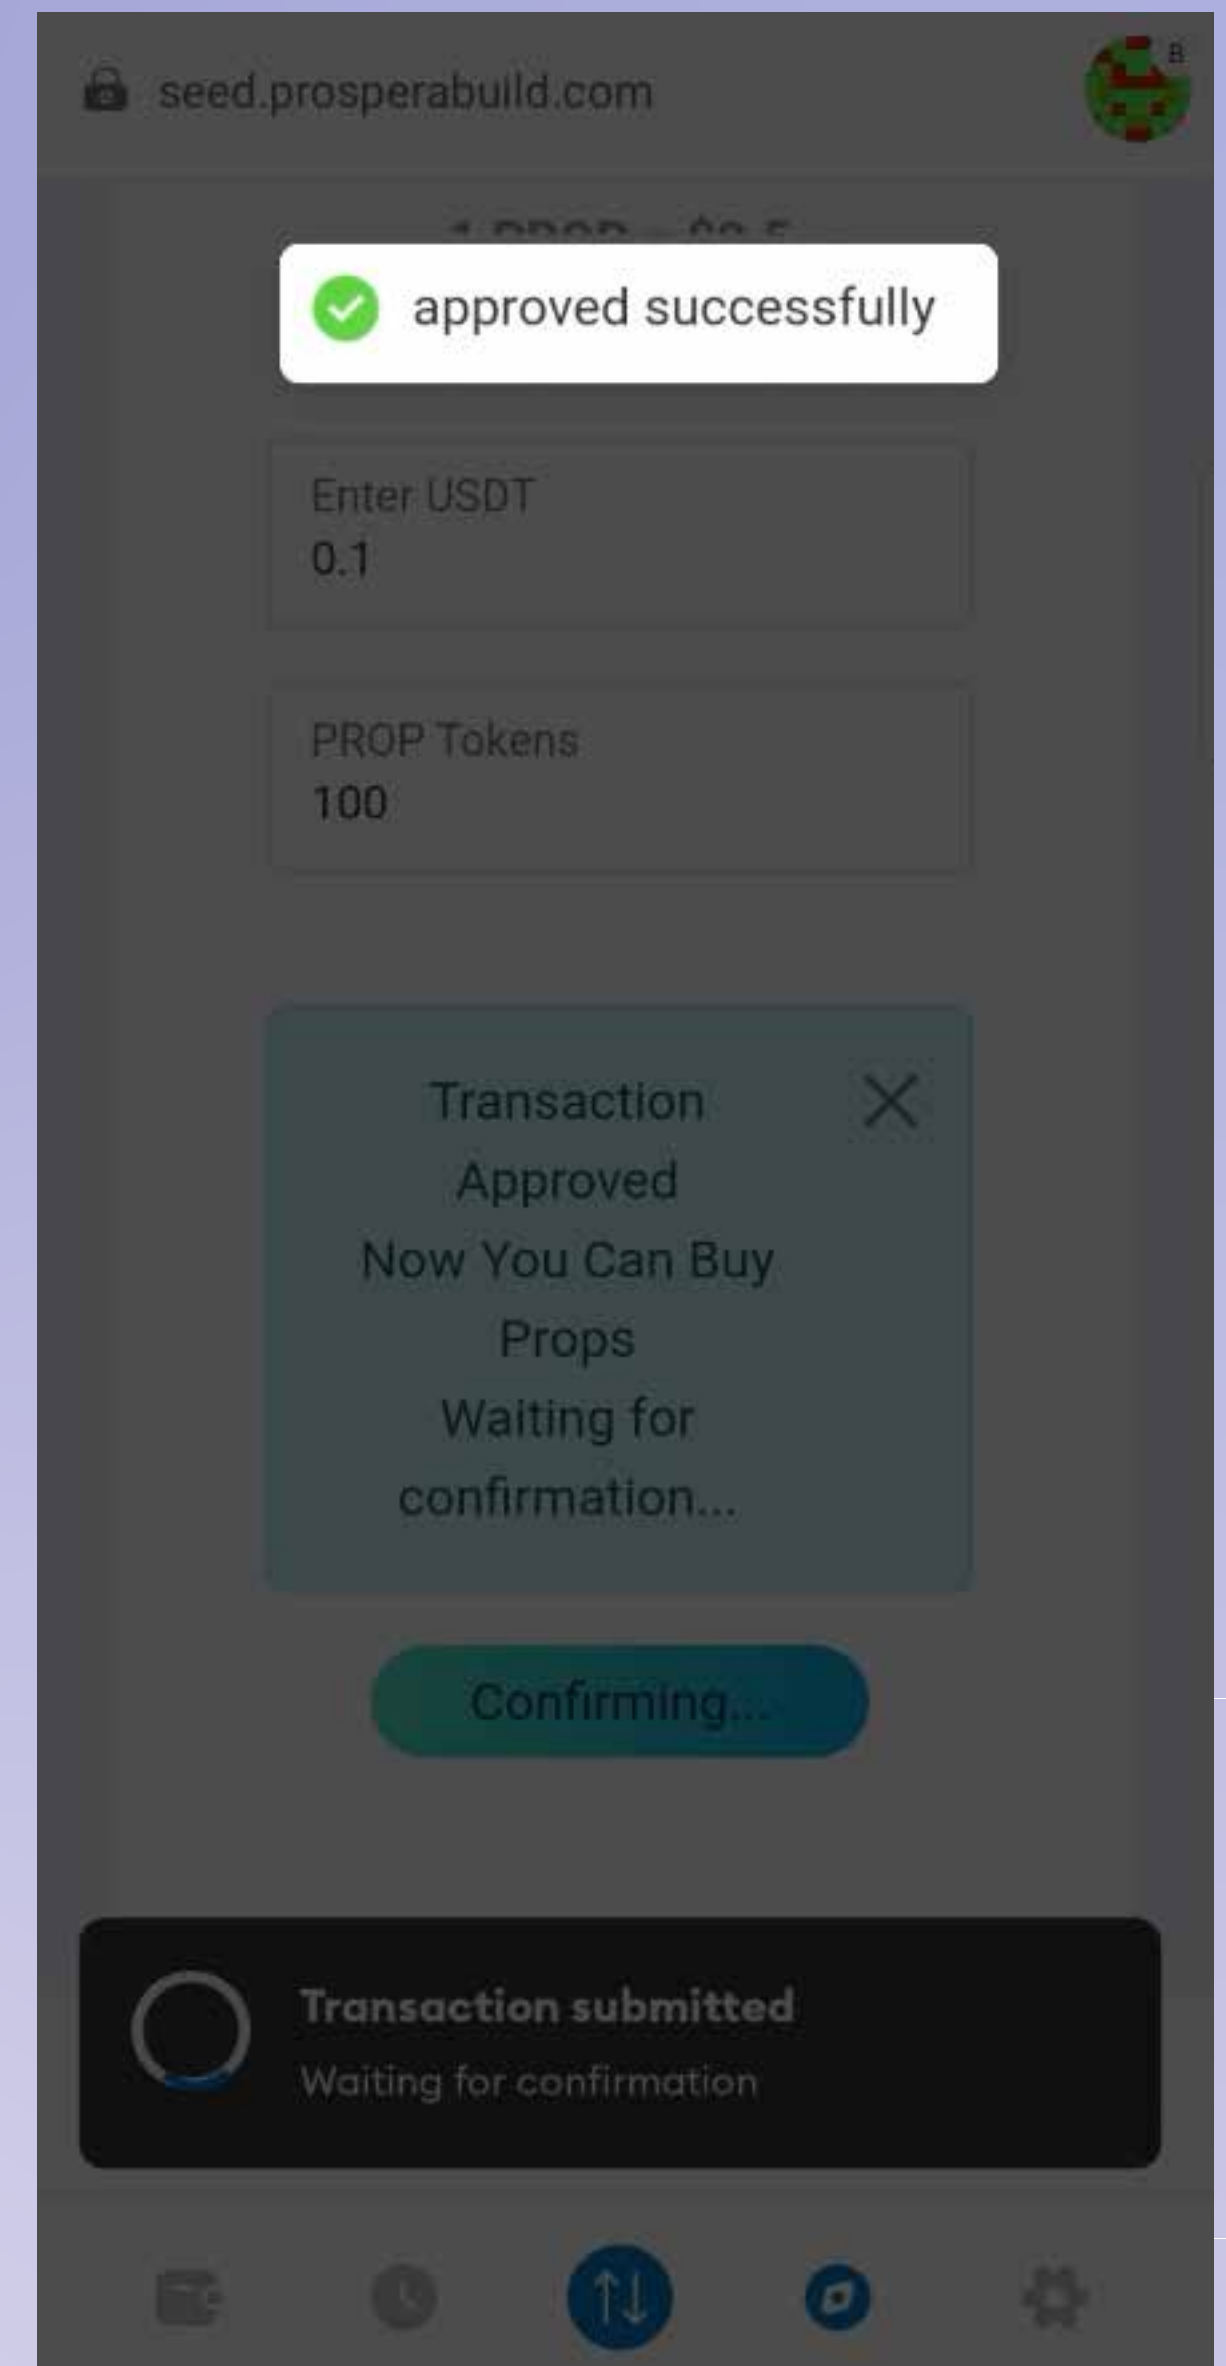 seed.prosperabuild.com
B
approved successfully
Enter USDT
0.1
PROP Tokens
100
Transaction
Approved
Now You Can Buy
Props
Waiting for
confirmation...
Confirming...
Transaction submitted
Waiting for confirmation